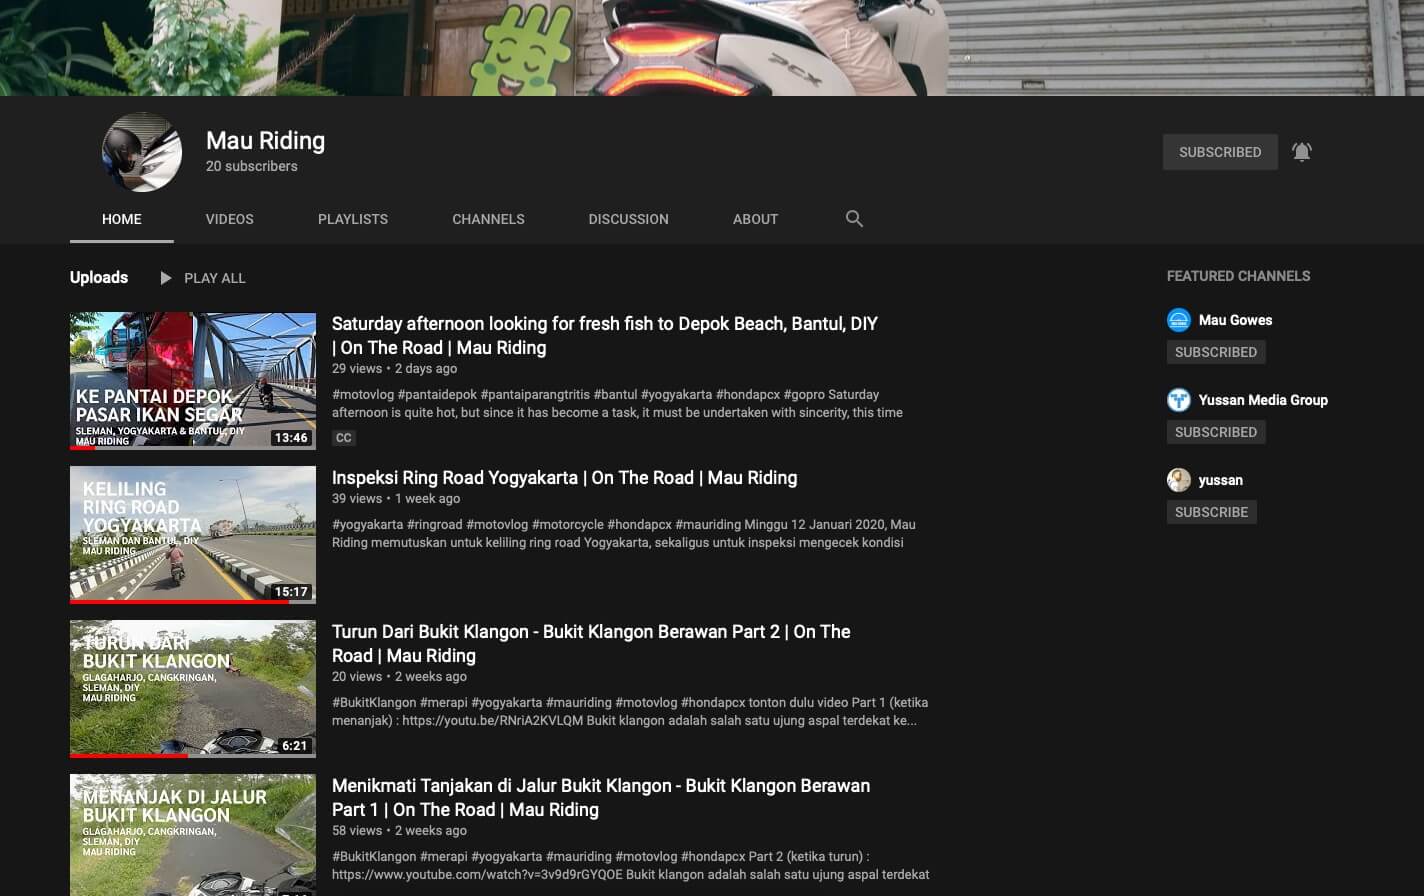 PCX
Mau Riding
20 subscribers
SUBSCRIBED
HOME
VIDEOS
PLAYLISTS
CHANNELS
DISCUSSION
ABOUT
Uploads
PLAY ALL
KE PANTAI DEPOK
PASAR IKAN SEGAR
SLEMAN, YOGYAKARTA & BANTUL, DIY
MAU RIDING
13:46
Saturday afternoon looking for fresh fish to Depok Beach, Bantul, DIY
| On The Road | Mau Riding
29 views • 2 days ago
#motovlog #pantaidepok #pantaiparangtritis #bantul #yogyakarta #hondapcx #gopro Saturday
afternoon is quite hot, but since it has become a task, it must be undertaken with sincerity, this time
CC
KELILING
RING ROAD
YOGYAKARTA
SLEMAN DAN BANTUL, DIY
MAU RIDING
15:17
Inspeksi Ring Road Yogyakarta | On The Road | Mau Riding
39 views • 1 week ago
#yogyakarta #ringroad #motovlog #motorcycle #hondapcx #mauriding Minggu 12 Januari 2020, Mau
Riding memutuskan untuk keliling ring road Yogyakarta, sekaligus untuk inspeksi mengecek kondisi
TURUN DARI
BUKIT KLANGON
GLAGAHARJO, CANGKRINGAN,
SLEMAN, DIY
MAU RIDING
6:21
Turun Dari Bukit Klangon - Bukit Klangon Berawan Part 2 | On The
Road | Mau Riding
20 views • 2 weeks ago
#BukitKlangon #merapi #yogyakarta #mauriding #motovlog #hondapcx tonton dulu video Part 1 (ketika
menanjak) : https://youtu.be/RNriA2KVLQM Bukit klangon adalah salah satu ujung aspal terdekat ke...
MENANJAK DI JALUR
BUKIT KLANGON
GLAGAHARJO, CANGKRINGAN,
SLEMAN, DIY
MAU RIDING
Menikmati Tanjakan di Jalur Bukit Klangon - Bukit Klangon Berawan
Part 1 | On The Road | Mau Riding
58 views • 2 weeks ago
#BukitKlangon #merapi #yogyakarta #mauriding #motovlog #hondapcx Part 2 (ketika turun) :
https://www.youtube.com/watch?v=3v9d9rGYQOE Bukit klangon adalah salah satu ujung aspal terdekat
FEATURED CHANNELS
Mau Gowes
SUBSCRIBED
Yussan Media Group
SUBSCRIBED
yussan
SUBSCRIBE